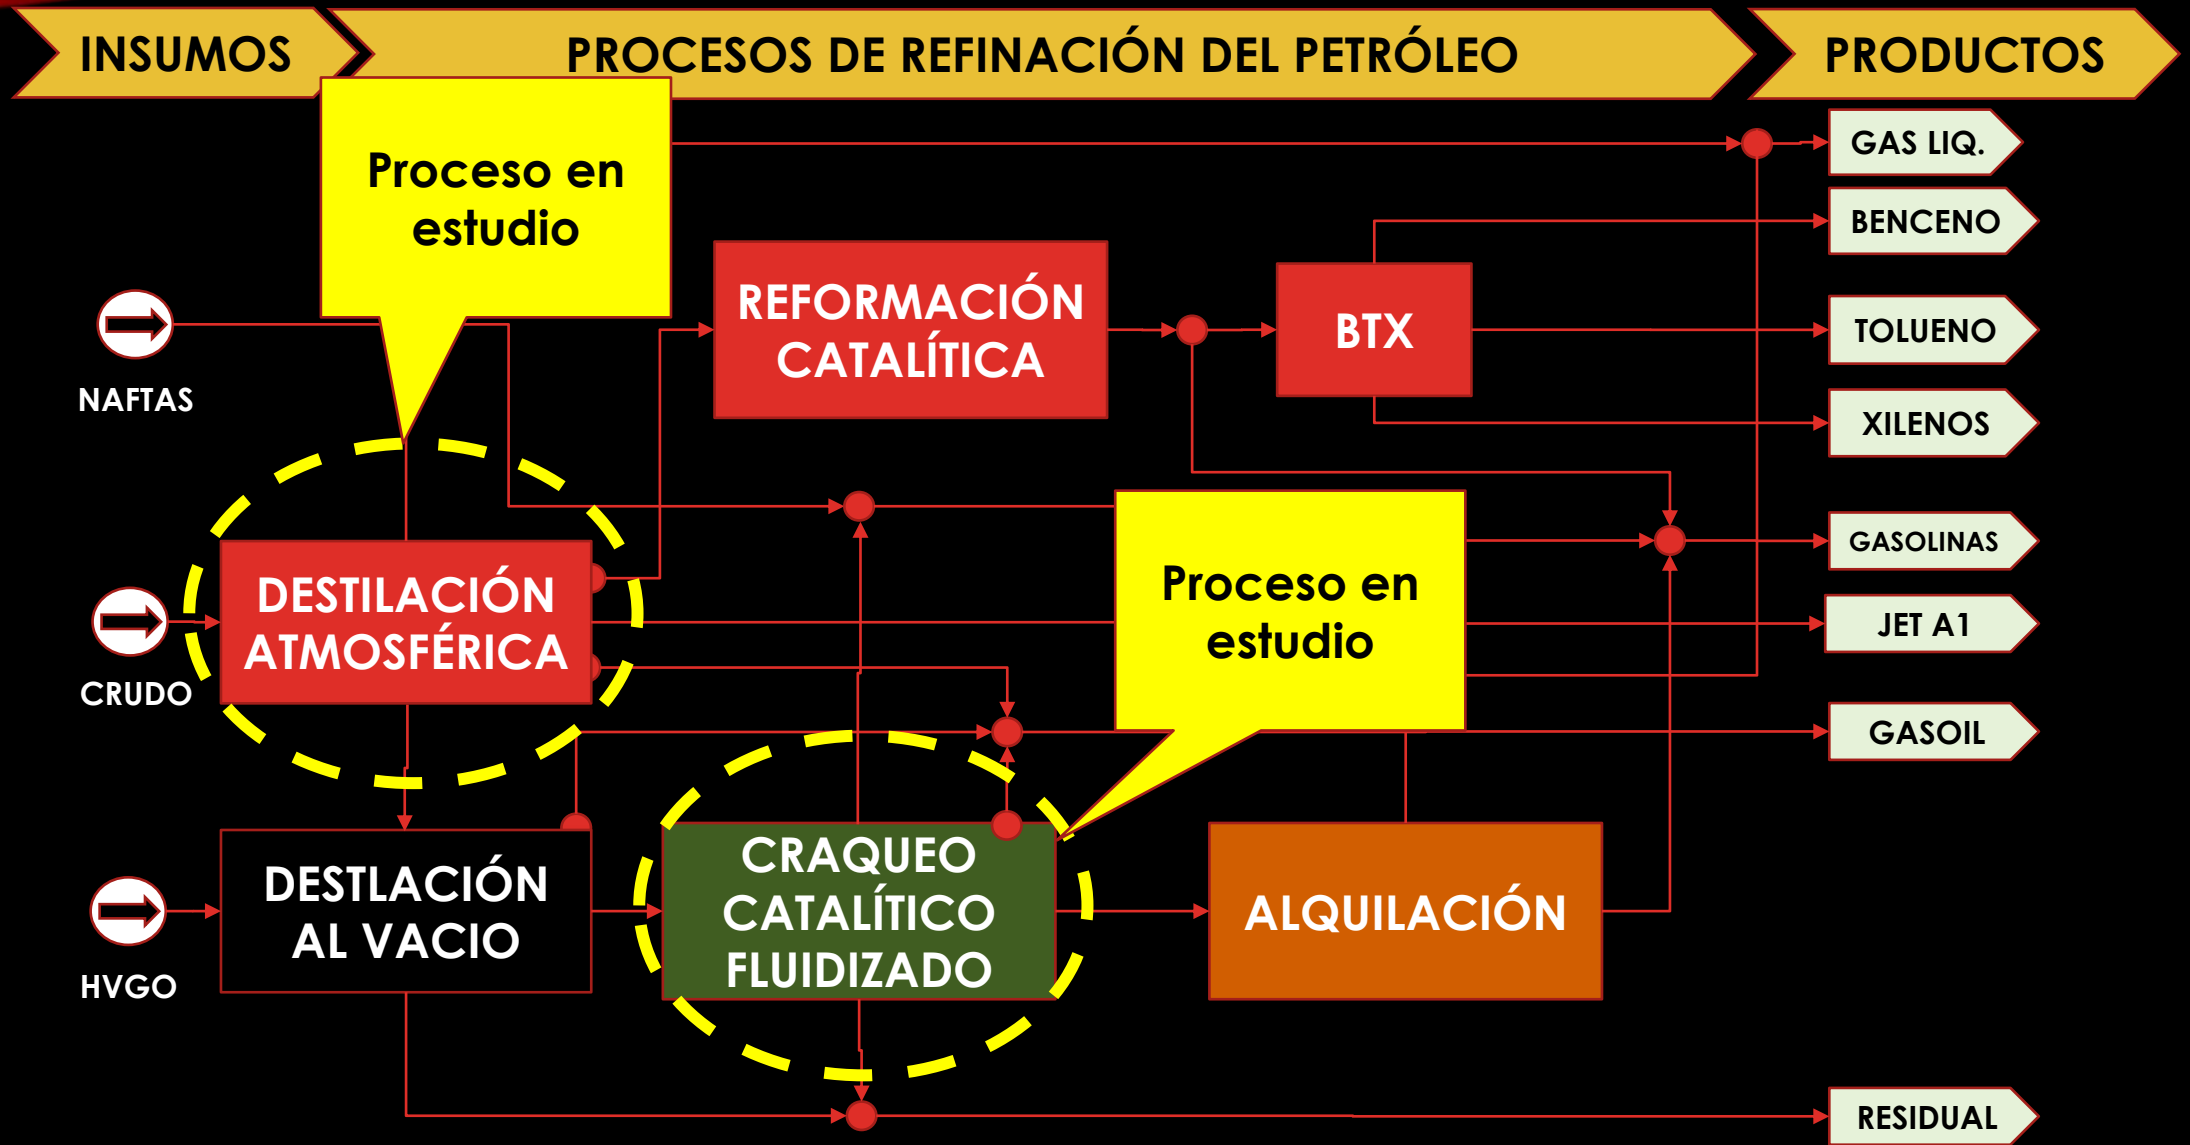 INSUMOS
PROCESOS DE REFINACIÓN DEL PETRÓLEO
PRODUCTOS
Proceso en
estudio
GAS LIQ.
BENCENO
REFORMACIÓN
CATALÍTICA
BTX
TOLUENO
NAFTAS
XILENOS
GASOLINAS
Proceso en
estudio
DESTILACIÓN
ATMOSFÉRICA
JET A1
CRUDO
GASOIL
DESTLACIÓN
AL VACIO
CRAQUEO
CATALÍTICO
FLUIDIZADO
ALQUILACIÓN
HVGO
RESIDUAL